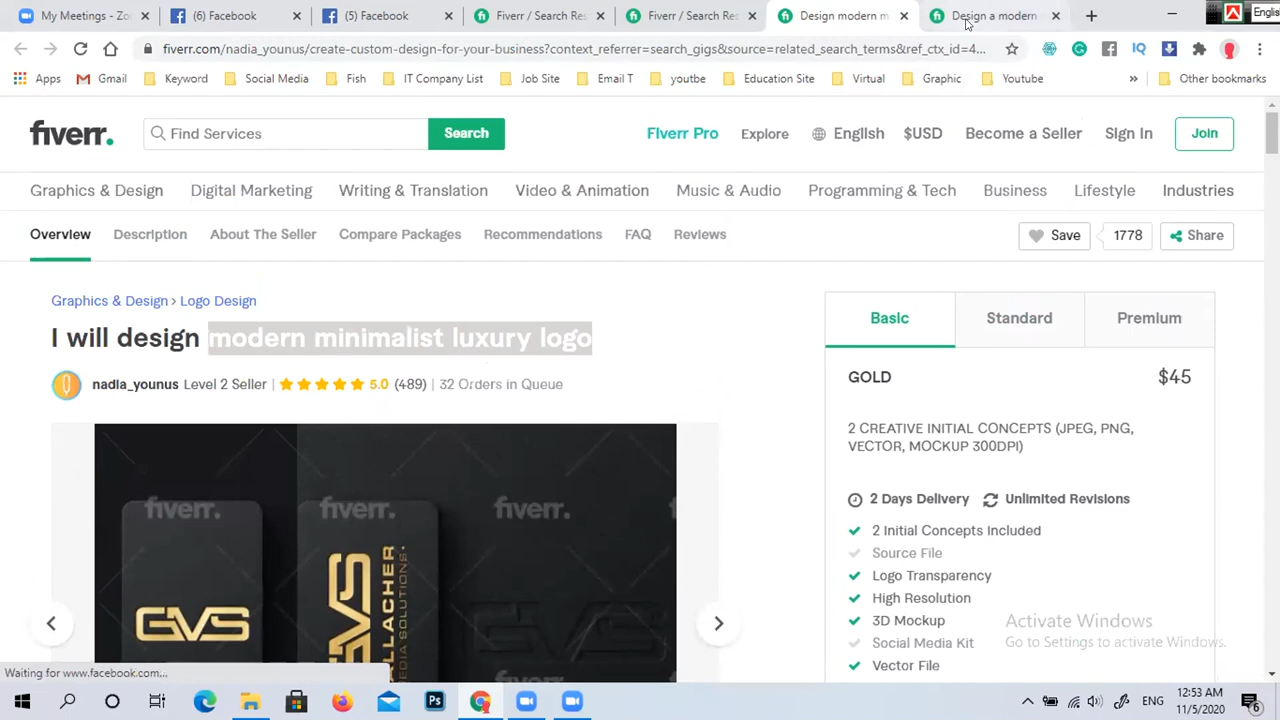 My Meetings - Zo
(6) Facebook
(5) Facebook
Fiverr
Fiverr / Search Res
Design modern m
Design modern
English
fiverr.com/nadia_younus/create-custom-design-for-your-business?context_referrer=search_gigs&source=related_search_terms&ref_ctx_id=4...
IQ
Apps
Gmail
Keyword
Social Media
Fish
IT Company List
Job Site
Email T
youtbe
Education Site
Virtual
Graphic
Youtube
»
Other bookmarks
fiverr.
Find Services
Search
Fiverr Pro
Explore
English
$USD
Become a Seller
Sign In
Join
Graphics & Design
Digital Marketing
Writing & Translation
Video & Animation
Music & Audio
Programming & Tech
Business
Lifestyle
Industries
Overview
Description
About The Seller
Compare Packages
Recommendations
FAQ
Reviews
Save
1778
Share
Graphics & Design › Logo Design
I will design modern minimalist luxury logo
nadia_younus Level 2 Seller | 5.0 (489) | 32 Orders in Queue
Basic
Standard
Premium
GOLD
$45
2 CREATIVE INITIAL CONCEPTS (JPEG, PNG,
VECTOR, MOCKUP 300DPI)
2 Days Delivery
Unlimited Revisions
2 Initial Concepts Included
Source File
Logo Transparency
High Resolution
3D Mockup
Social Media Kit
Vector File
fiverr. fiverr. fiverr.
GVS
GVS
Activate Windows
Go to Settings to activate Windows.
Waiting for www.facebook.com...
Ps
ENG
12:53 AM
11/5/2020
6